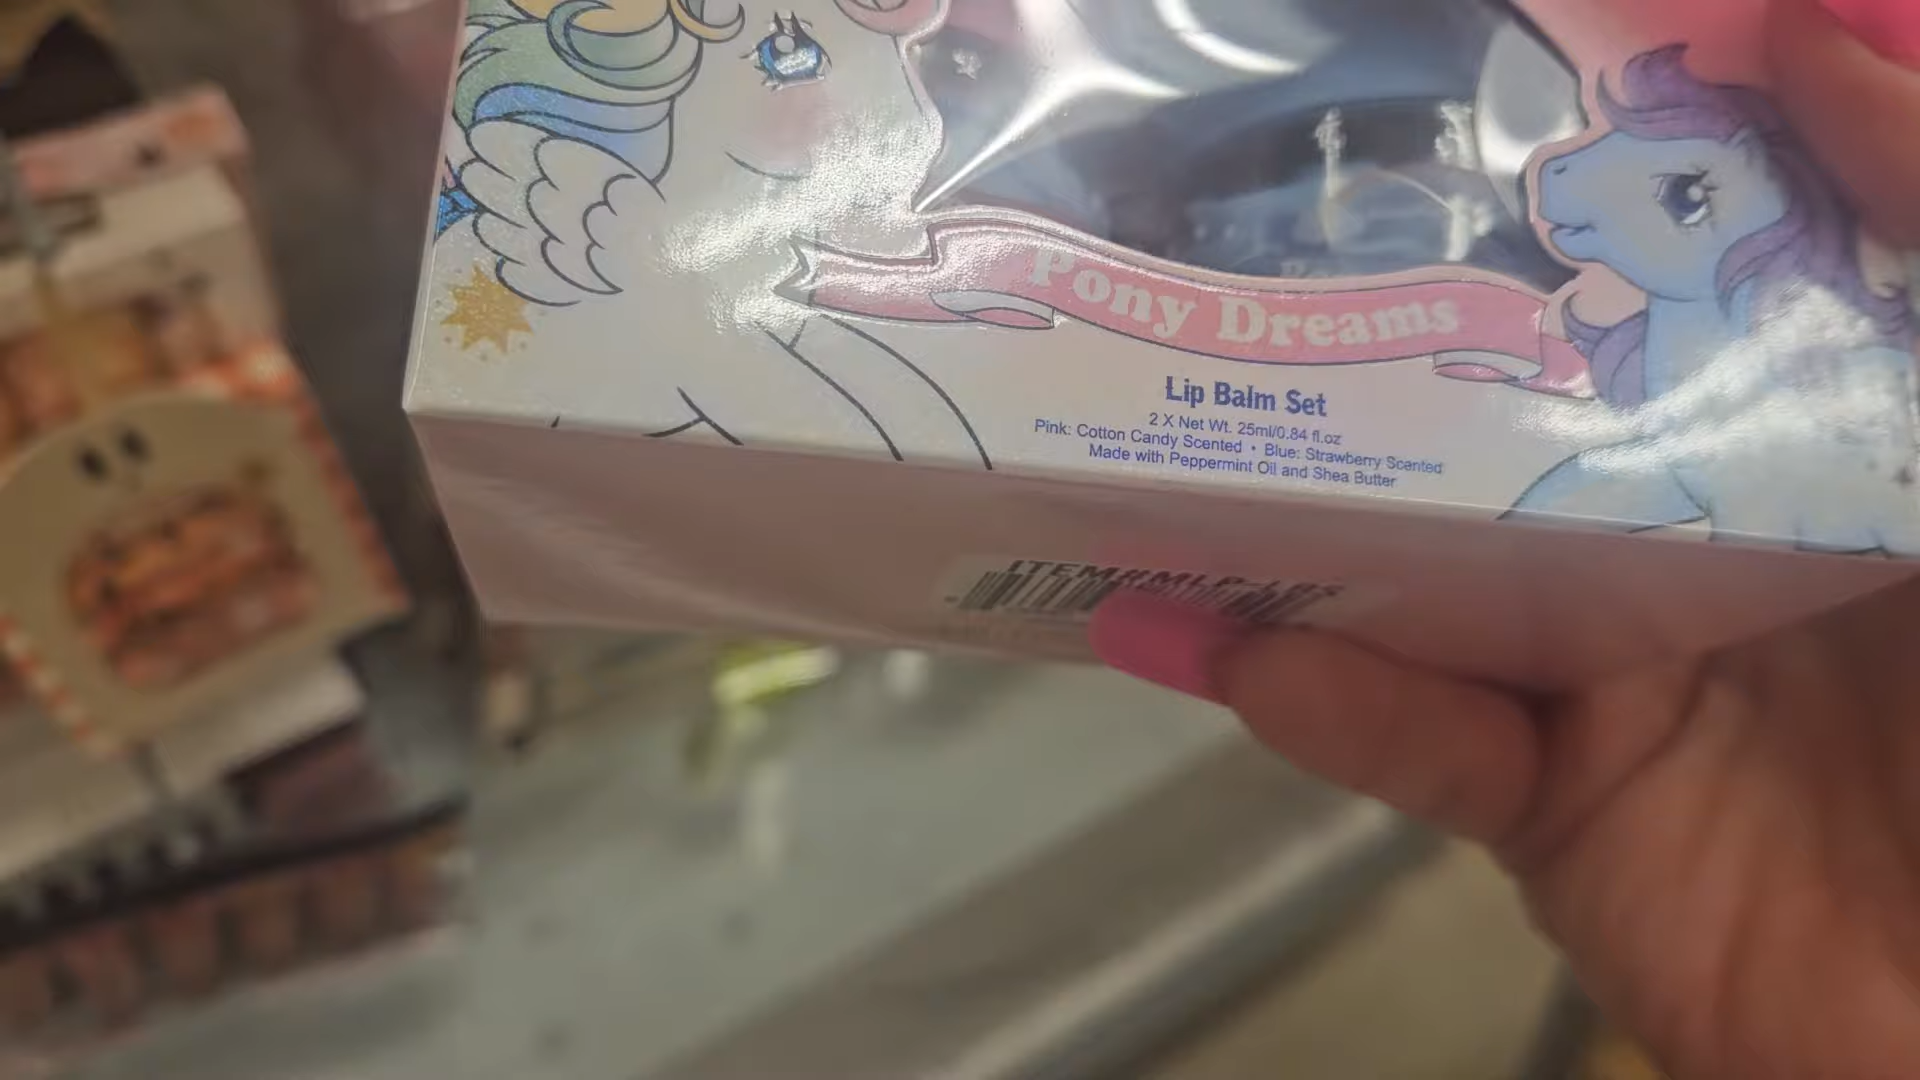 Pony Dreams
Lip Balm Set
2 X Net Wt. 25ml/0.84 fl.oz
Pink: Cotton Candy Scented • Blue: Strawberry Scented
Made with Peppermint Oil and Shea Butter